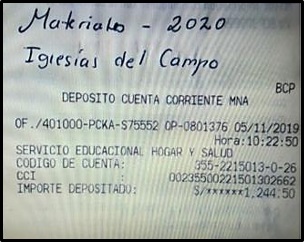 Materiales - 2020
Iglesias del Campo
BCP
DEPOSITO CUENTA CORRIENTE MNA
OF./401000-PCKA-S75552 OP-0801376 05/11/2019
Hora:10:22:50
SERVICIO EDUCACIONAL HOGAR Y SALUD
CODIGO DE CUENTA: 355-2215013-0-26
CCI : 00235500221501302662
IMPORTE DEPOSITADO: S/******1,244.50